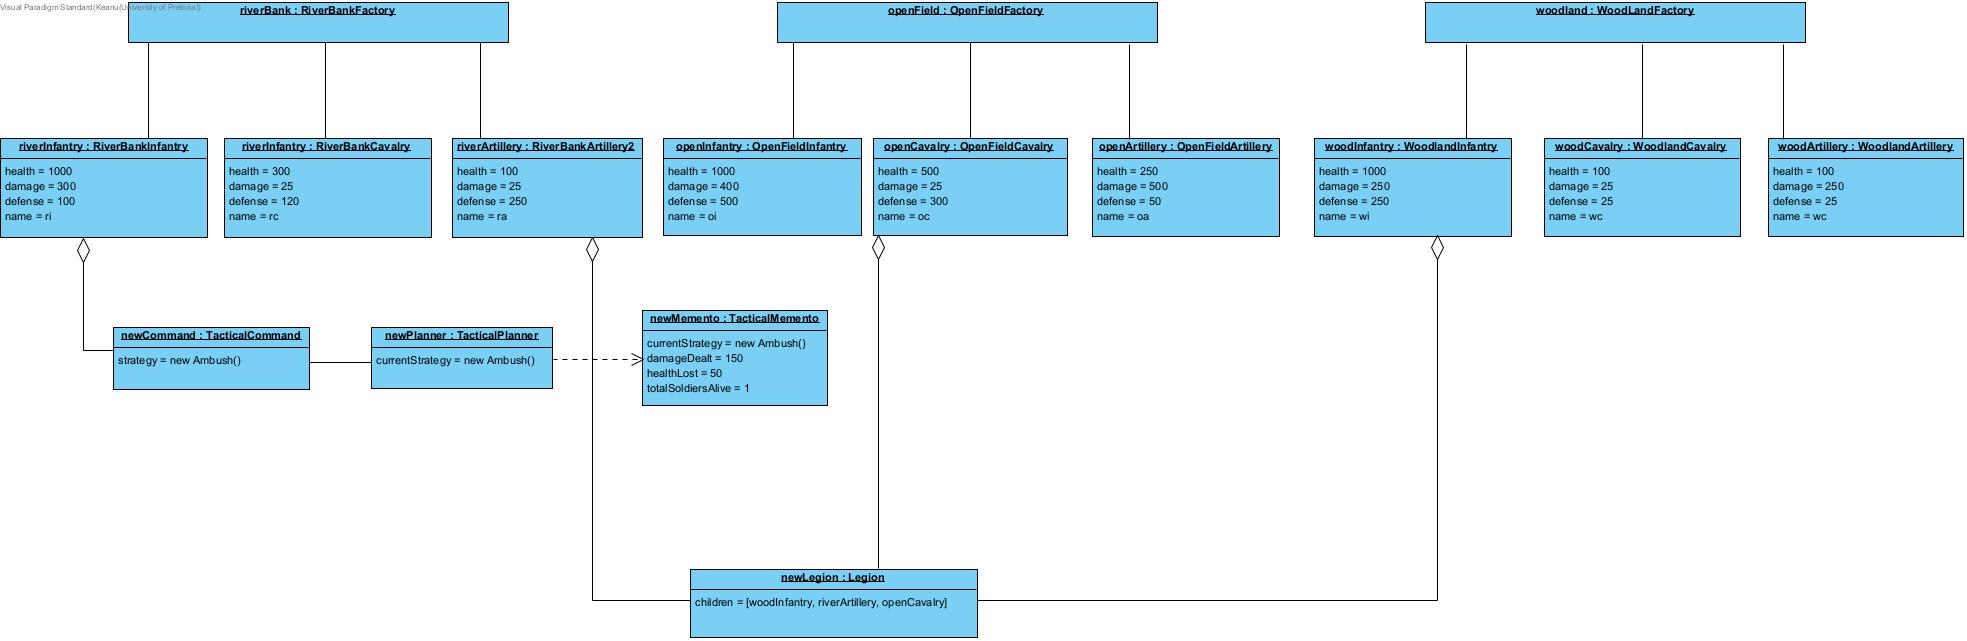 Visual Paradigm Standard(Keanu(University of Pretoria))
riverBank : RiverBankFactory
openField : OpenFieldFactory
woodland : WoodLandFactory
riverInfantry : RiverBankInfantry
health = 1000
damage = 300
defense = 100
name = ri
riverInfantry : RiverBankCavalry
health = 300
damage = 25
defense = 120
name = rc
riverArtillery : RiverBankArtillery2
health = 100
damage = 25
defense = 250
name = ra
openInfantry : OpenFieldInfantry
health = 1000
damage = 400
defense = 500
name = oi
openCavalry : OpenFieldCavalry
health = 500
damage = 25
defense = 300
name = oc
openArtillery : OpenFieldArtillery
health = 250
damage = 500
defense = 50
name = oa
woodInfantry : WoodlandInfantry
health = 1000
damage = 250
defense = 250
name = wi
woodCavalry : WoodlandCavalry
health = 100
damage = 25
defense = 25
name = wc
woodArtillery : WoodlandArtillery
health = 100
damage = 250
defense = 25
name = wc
newCommand : TacticalCommand
strategy = new Ambush()
newPlanner : TacticalPlanner
currentStrategy = new Ambush()
newMemento : TacticalMemento
currentStrategy = new Ambush()
damageDealt = 150
healthLost = 50
totalSoldiersAlive = 1
newLegion : Legion
children = [woodInfantry, riverArtillery, openCavalry]